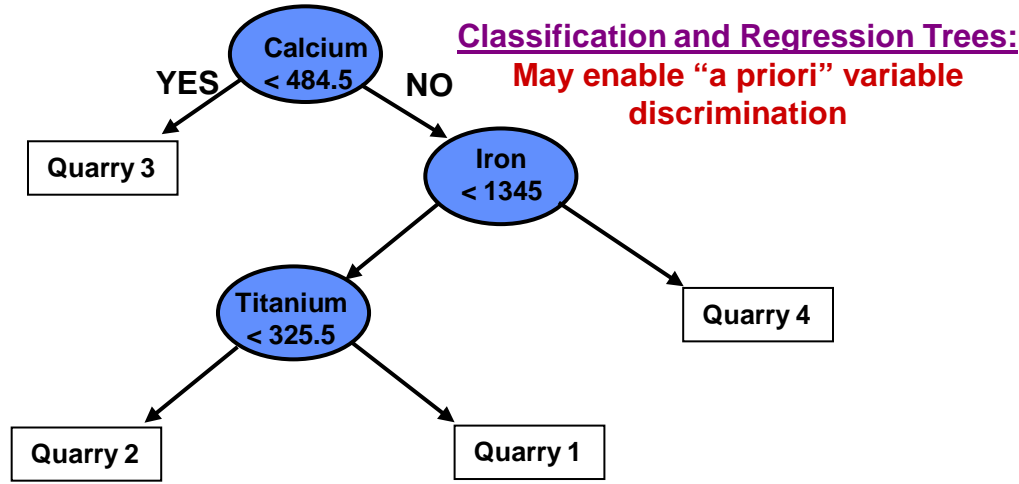 Classification and Regression Trees:
May enable “a priori” variable
discrimination
Calcium
< 484.5
YES
NO
Quarry 3
Iron
< 1345
Titanium
< 325.5
Quarry 4
Quarry 2
Quarry 1